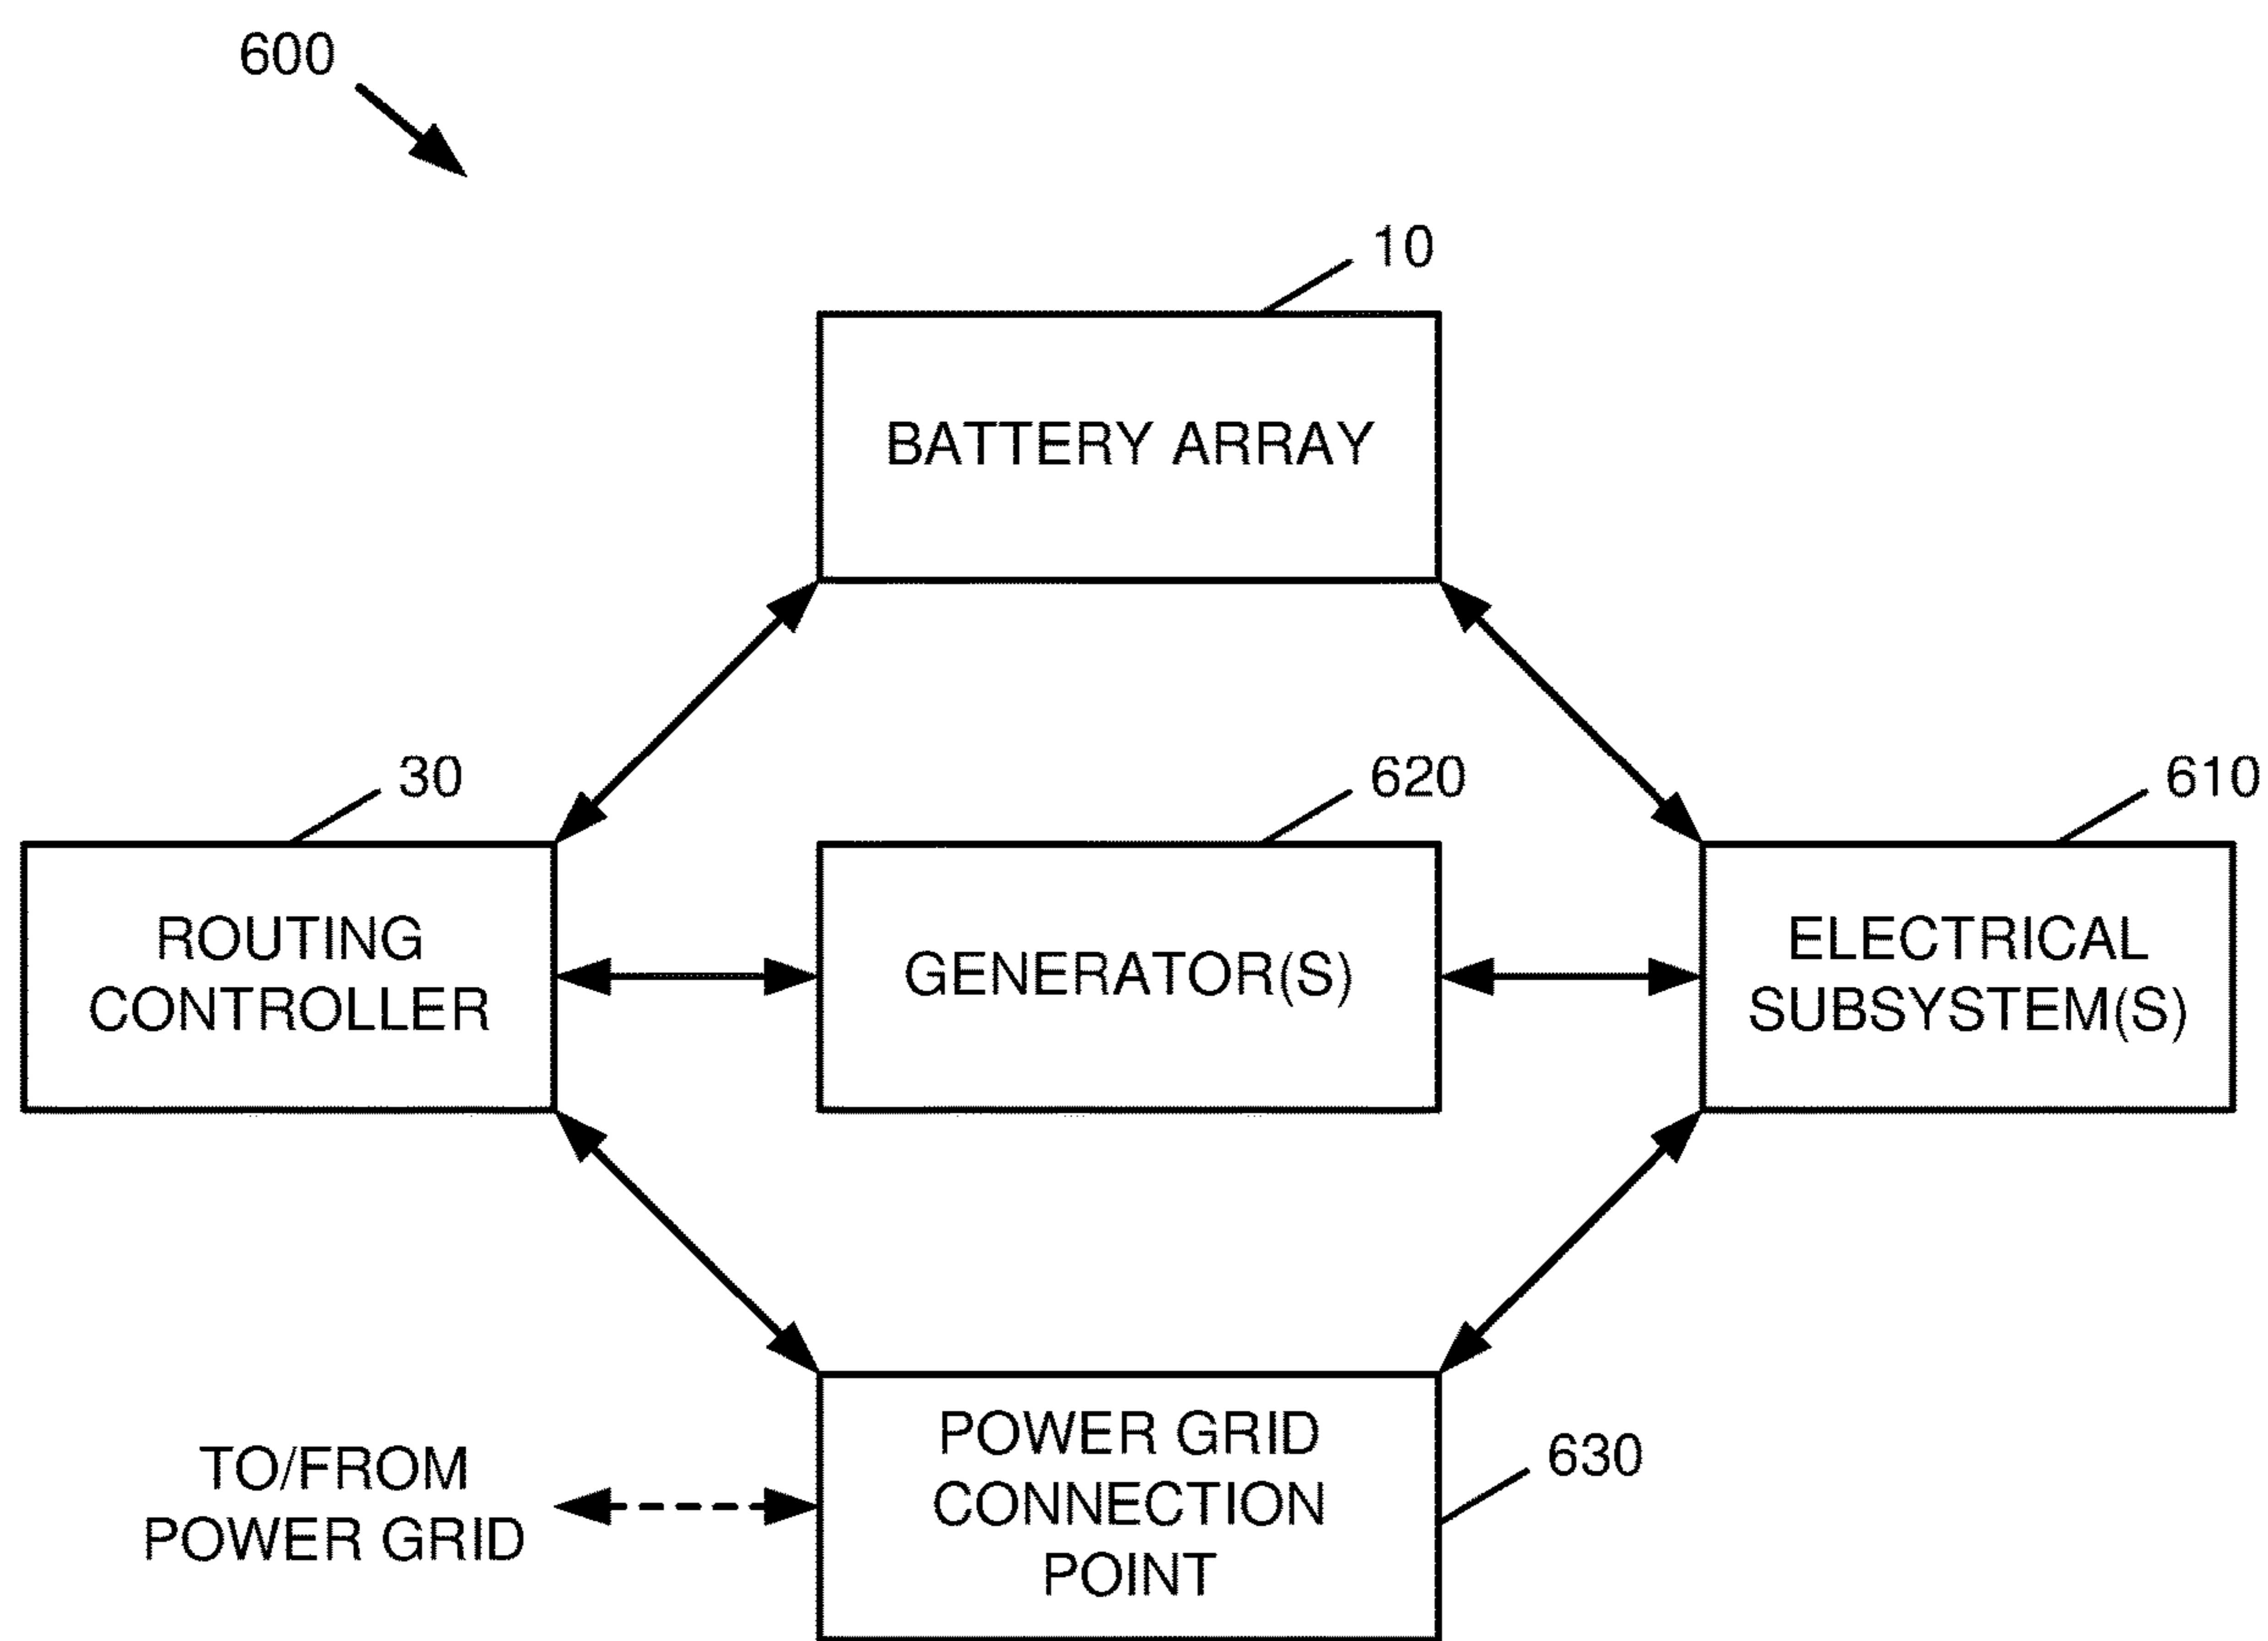 600
10
BATTERY ARRAY
30
620
610
ROUTING
CONTROLLER
GENERATOR(S)
ELECTRICAL
SUBSYSTEM(S)
POWER GRID
CONNECTION
POINT
630
TO/FROM
POWER GRID